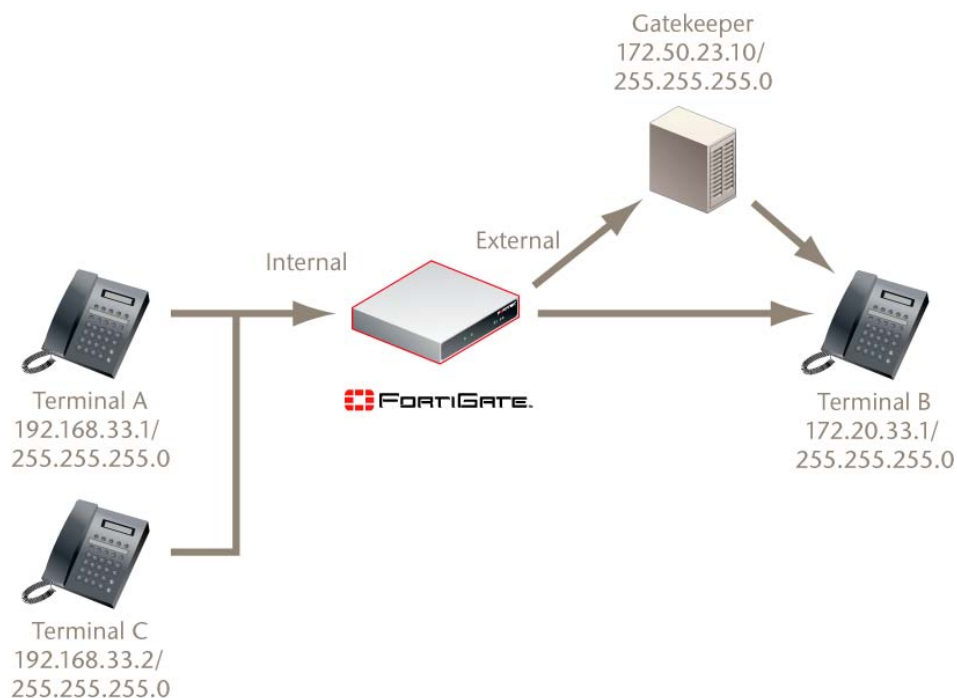 Gatekeeper
172.50.23.10/
255.255.255.0
External
Internal
FORTIGATE.
Terminal A
192.168.33.1/
255.255.255.0
Terminal B
172.20.33.1/
255.255.255.0
Terminal C
192.168.33.2/
255.255.255.0